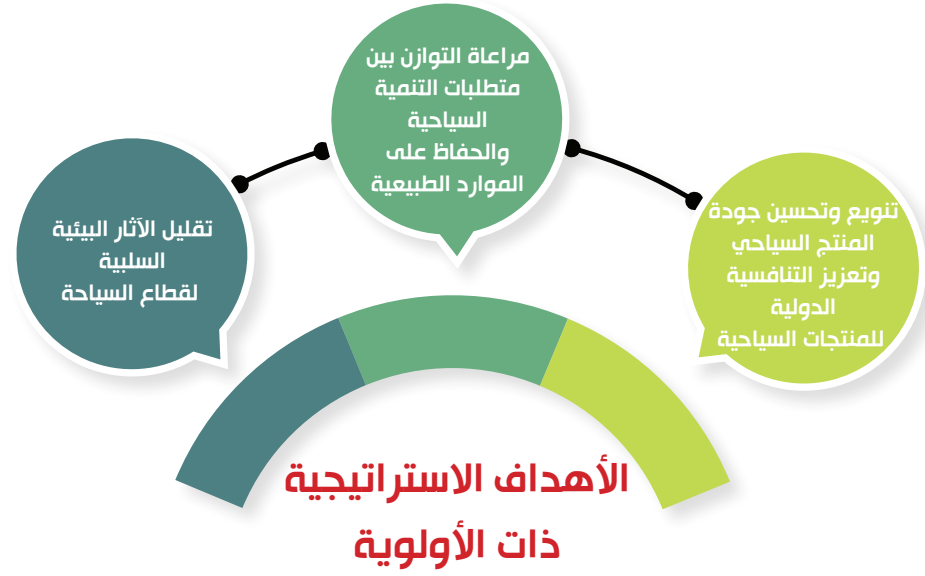 تنويع وتحسين جودة
المنتج السياحي
وتعزيز التنافسية
الدولية
للمنتجات السياحية
مراعاة التوازن بين
متطلبات التنمية
السياحية
والحفاظ على
الموارد الطبيعية
تقليل الآثار البيئية
السلبية
لقطاع السياحة
الأهداف الاستراتيجية
ذات الأولوية